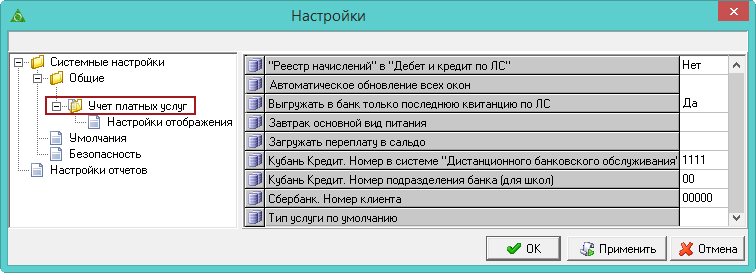 Настройки
Системные настройки
Общие
Учет платных услуг
Настройки отображения
Умолчания
Безопасность
Настройки отчетов
"Реестр начислений" в "Дебет и кредит по ЛС" Нет
Автоматическое обновление всех окон
Выгружать в банк только последнюю квитанцию по ЛС Да
Завтрак основной вид питания
Загружать переплату в сальдо
Кубань Кредит. Номер в системе "Дистанционного банковского обслуживания" 1111
Кубань Кредит. Номер подразделения банка (для школ) 00
Сбербанк. Номер клиента 00000
Тип услуги по умолчанию
OK Применить Отмена